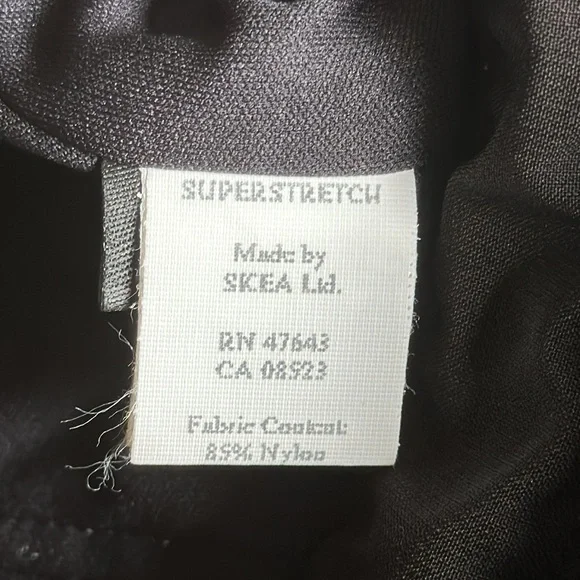 SUPERSTRETCH
Made by
SKEA Ltd.
RN 47643
CA 08523
Fabric Content:
85% Nylon